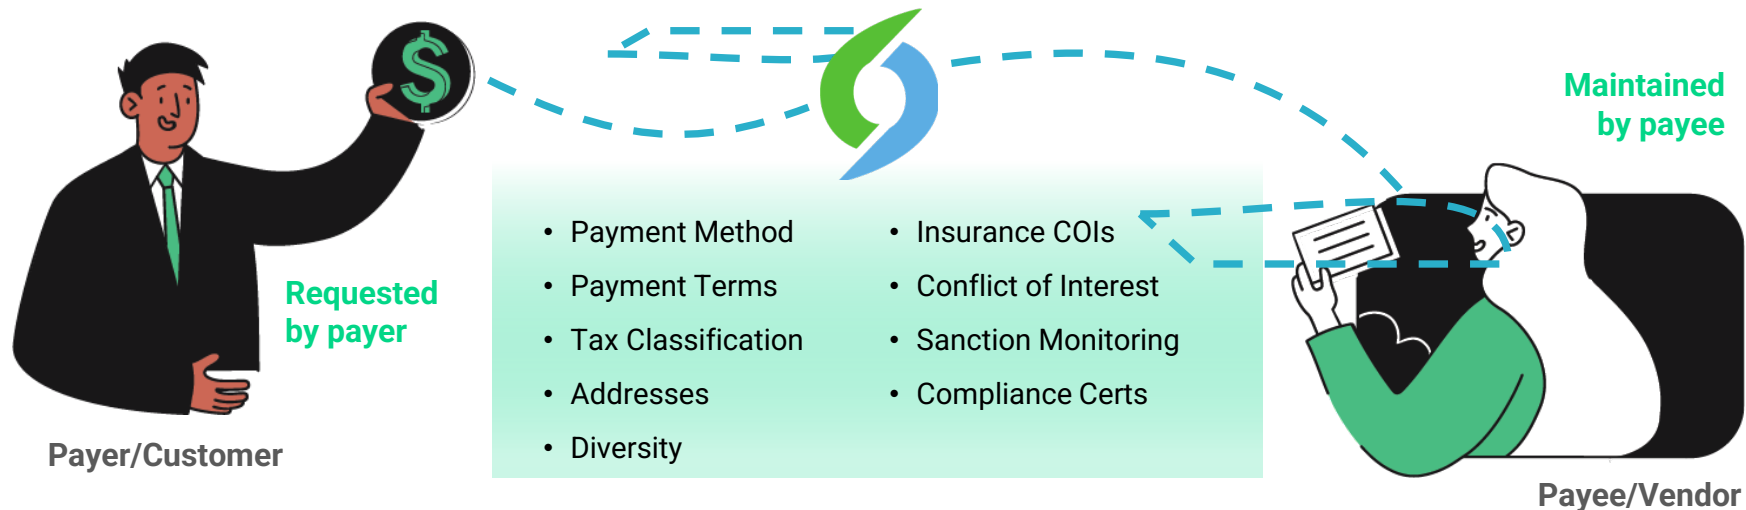 Maintained
by payee
• Payment Method
• Payment Terms
• Tax Classification
• Addresses
• Diversity
• Insurance COIs
• Conflict of Interest
• Sanction Monitoring
• Compliance Certs
Requested
by payer
Payer/Customer
Payee/Vendor